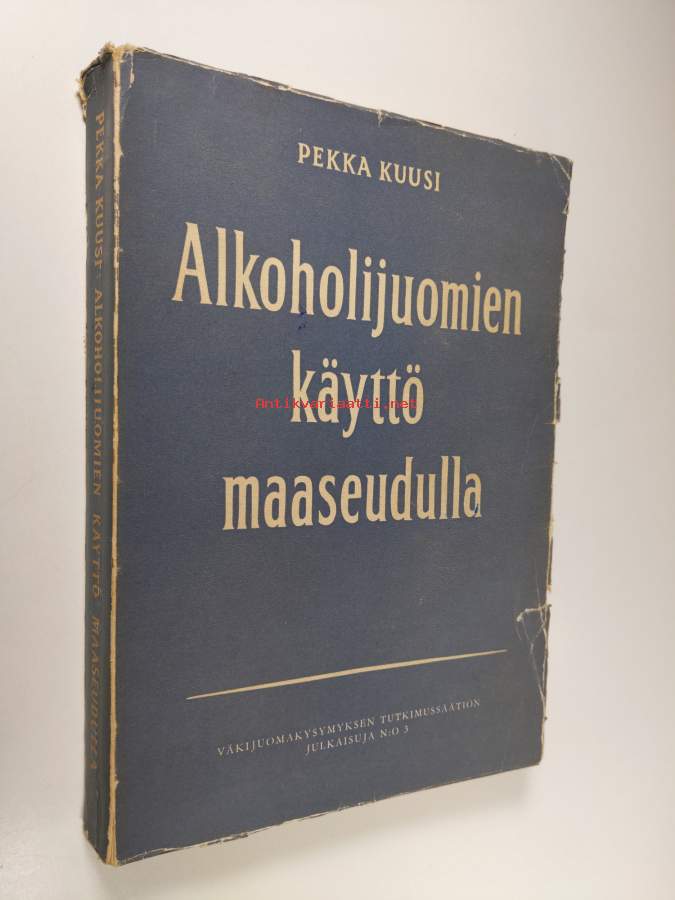 PEKKA KUUSI
Alkoholijuomien
käyttö
Antikvariaatti.net
maaseudulla
VÄKIJUOMAKYSYMYKSEN TUTKIMUSSÄÄTIÖN
JULKAISUJA N:O 3
PEKKA KUUSI · ALKOHOLIJUOMIEN KÄYTTÖ MAASEUDULLA